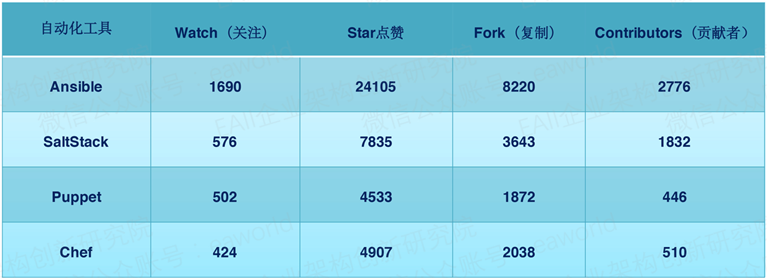 自动化工具 Watch（关注） Star点赞 Fork（复制） Contributors（贡献者）
Ansible 1690 24105 8220 2776
SaltStack 576 7835 3643 1832
Puppet 502 4533 1872 446
Chef 424 4907 2038 510